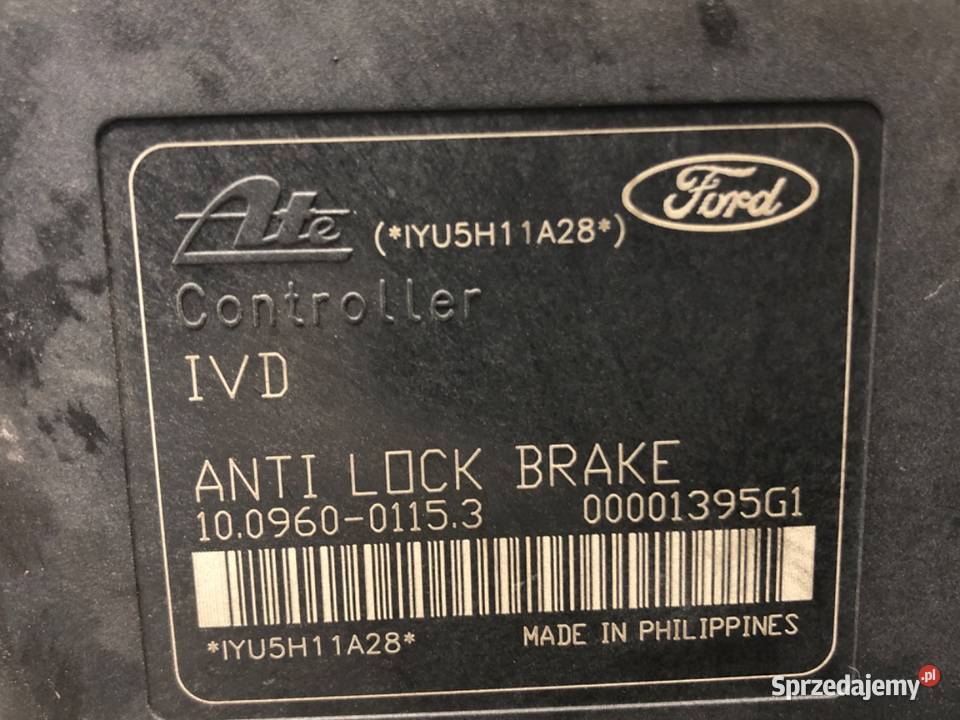 Ate (*IYU5H11A28*) Ford
Controller
IVD
ANTI LOCK BRAKE
10.0960-0115.3 00001395G1
*IYU5H11A28* MADE IN PHILIPPINES
Sprzedajemy.pl